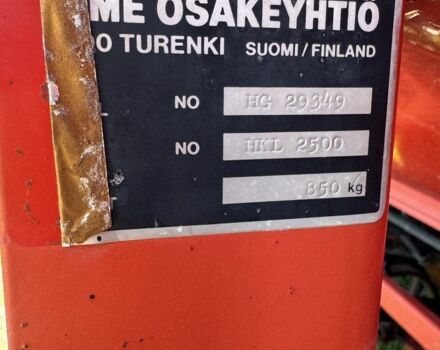 ME OSAKEYHTIÖ
O TURENKI SUOMI/FINLAND
NO HG 29349
NO HKL 2500
850 kg